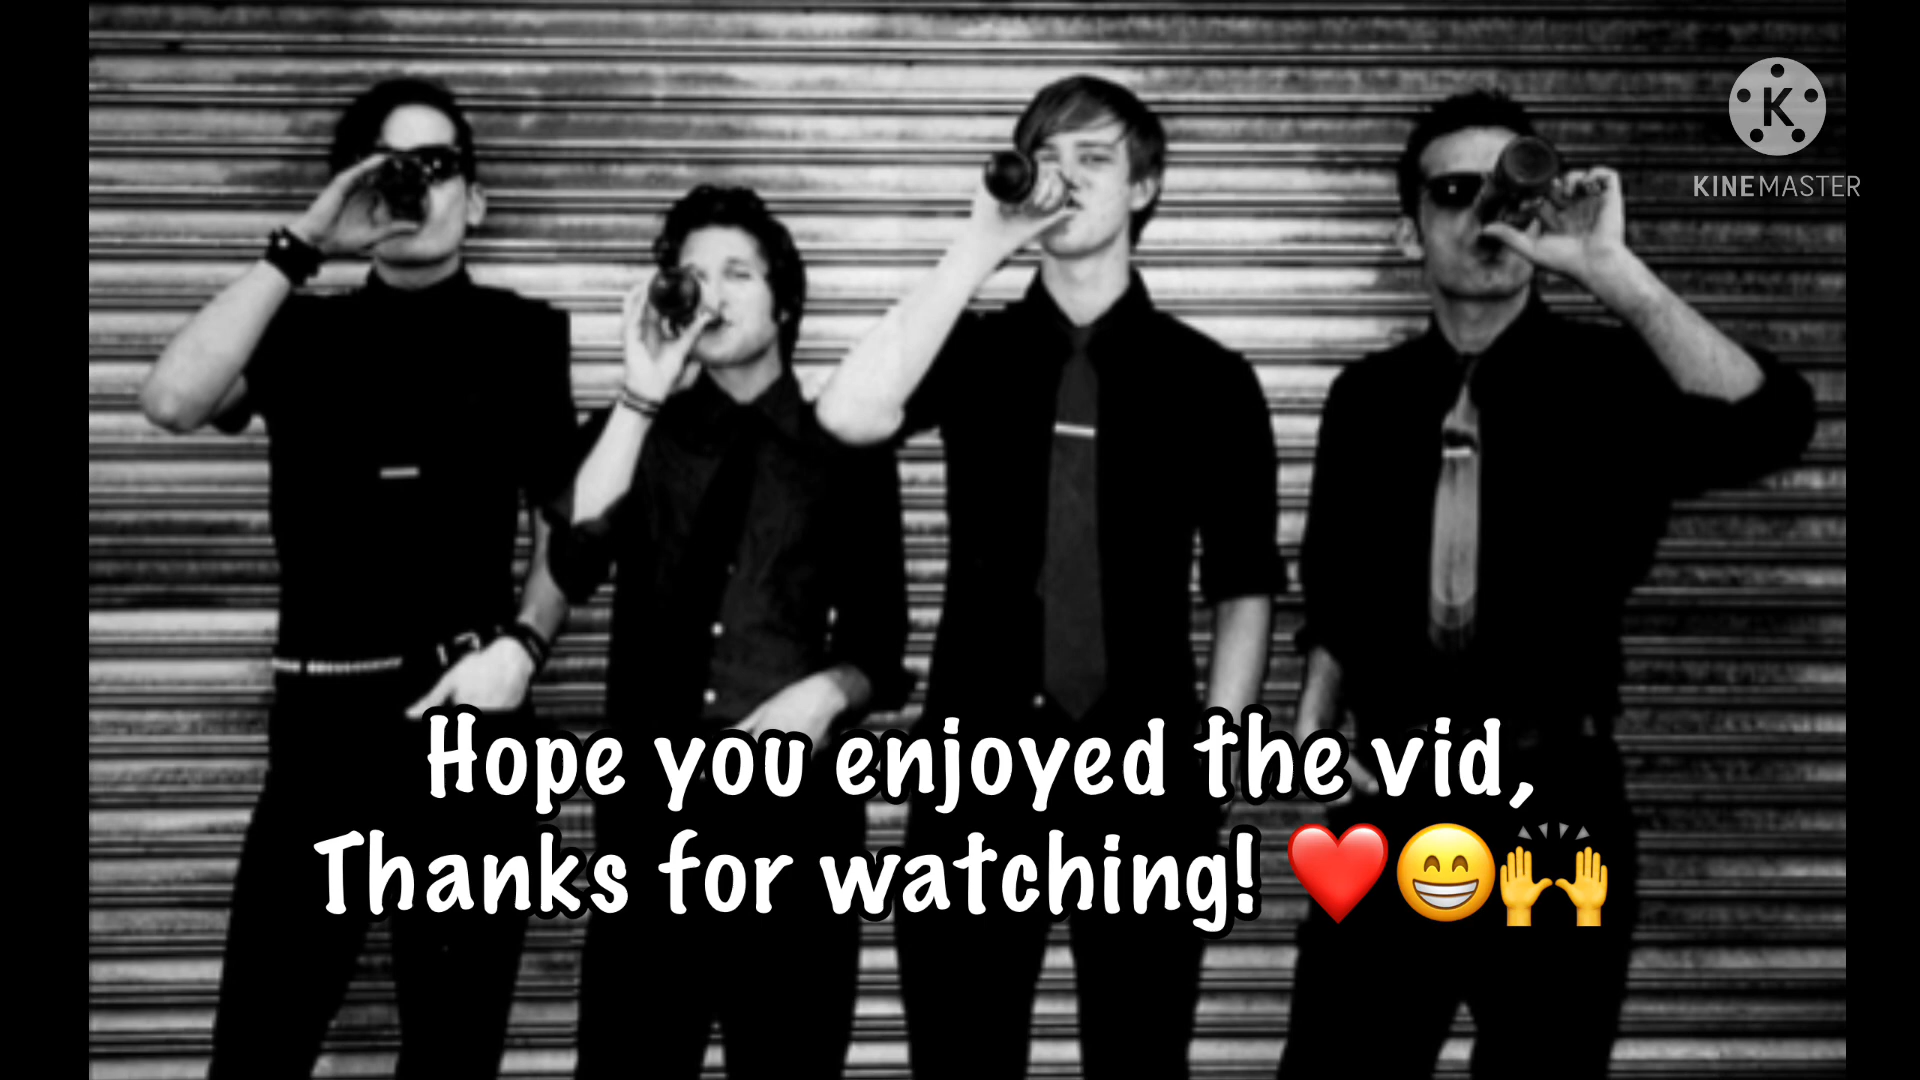 K
KINEMASTER
Hope you enjoyed the vid,
Thanks for watching! ❤️😁🙌